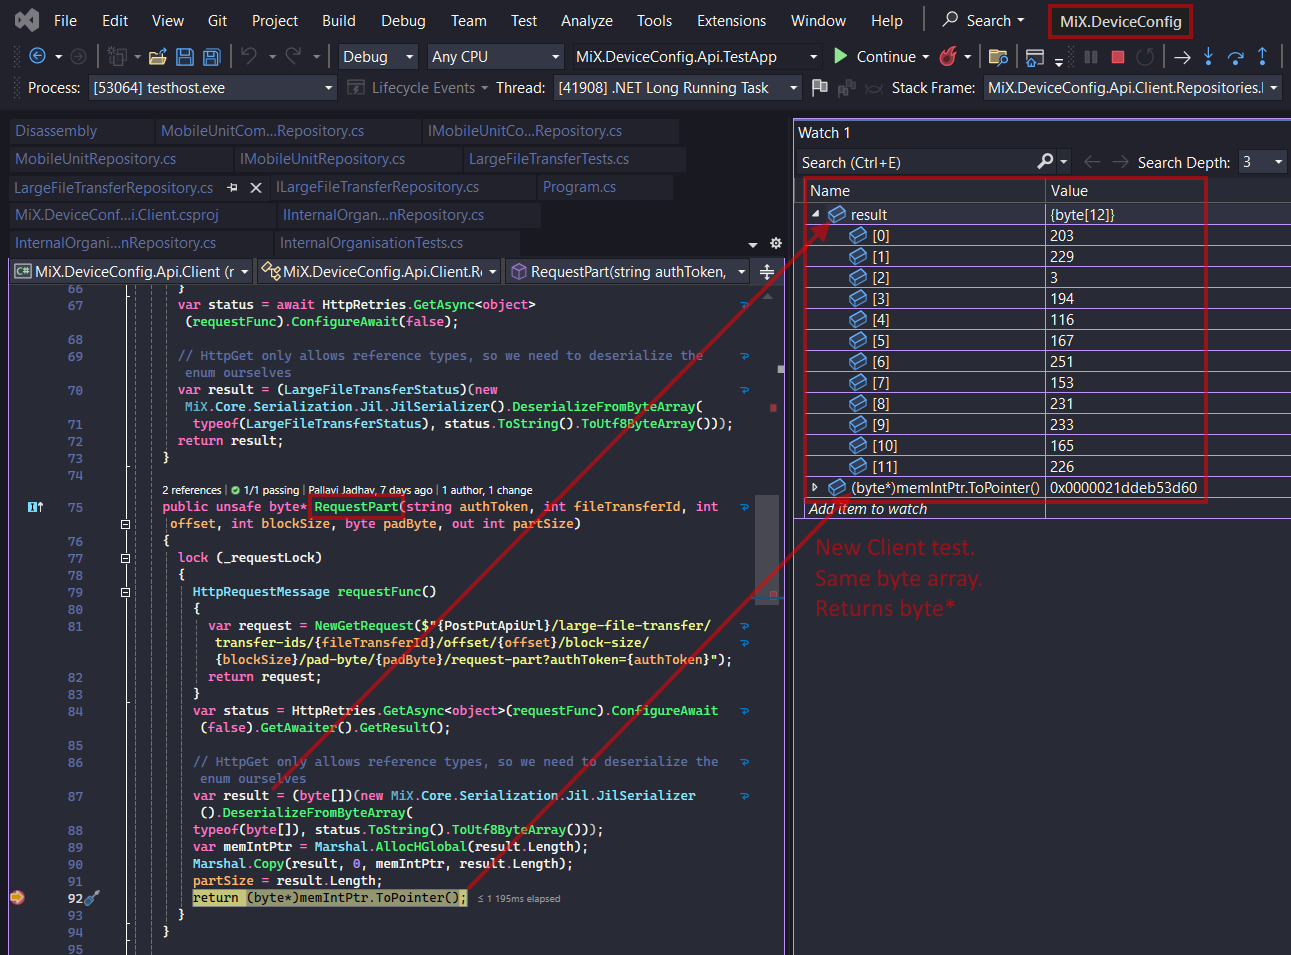 File Edit View Git Project Build Debug Team Test Analyze Tools Extensions Window Help Search MiX.DeviceConfig
Debug Any CPU MiX.DeviceConfig.Api.TestApp Continue
Process: [53064] testhost.exe Lifecycle Events Thread: [41908] .NET Long Running Task Stack Frame: MiX.DeviceConfig.Api.Client.Repositories.
Disassembly MobileUnitCom...Repository.cs IMobileUnitCo...Repository.cs
MobileUnitRepository.cs IMobileUnitRepository.cs LargeFileTransferTests.cs
LargeFileTransferRepository.cs ILargeFileTransferRepository.cs Program.cs
MiX.DeviceConf...i.Client.csproj IInternalOrgan...nRepository.cs
InternalOrgani...nRepository.cs InternalOrganisationTests.cs
C# MiX.DeviceConfig.Api.Client (r MiX.DeviceConfig.Api.Client.Re RequestPart(string authToken,
66 }
67 var status = await HttpRetries.GetAsync<object>
(requestFunc).ConfigureAwait(false);
68
69 // HttpGet only allows reference types, so we need to deserialize the
enum ourselves
70 var result = (LargeFileTransferStatus)(new
MiX.Core.Serialization.Jil.JilSerializer().DeserializeFromByteArray(
71 typeof(LargeFileTransferStatus), status.ToString().ToUtf8ByteArray()));
72 return result;
73 }
74
2 references | 1/1 passing | Pallavi Jadhav, 7 days ago | 1 author, 1 change
75 public unsafe byte* RequestPart(string authToken, int fileTransferId, int
offset, int blockSize, byte padByte, out int partSize)
76 {
77 lock (_requestLock)
78 {
79 HttpRequestMessage requestFunc()
80 {
81 var request = NewGetRequest($"{PostPutApiUrl}/large-file-transfer/
transfer-ids/{fileTransferId}/offset/{offset}/block-size/
{blockSize}/pad-byte/{padByte}/request-part?authToken={authToken}");
82 return request;
83 }
84 var status = HttpRetries.GetAsync<object>(requestFunc).ConfigureAwait
(false).GetAwaiter().GetResult();
85
86 // HttpGet only allows reference types, so we need to deserialize the
enum ourselves
87 var result = (byte[])(new MiX.Core.Serialization.Jil.JilSerializer
().DeserializeFromByteArray(
88 typeof(byte[]), status.ToString().ToUtf8ByteArray()));
89 var memIntPtr = Marshal.AllocHGlobal(result.Length);
90 Marshal.Copy(result, 0, memIntPtr, result.Length);
91 partSize = result.Length;
92 return (byte*)memIntPtr.ToPointer(); ≤ 1 195ms elapsed
93 }
94 }
95
Watch 1
Search (Ctrl+E) Search Depth: 3
Name Value
result {byte[12]}
[0] 203
[1] 229
[2] 3
[3] 194
[4] 116
[5] 167
[6] 251
[7] 153
[8] 231
[9] 233
[10] 165
[11] 226
(byte*)memIntPtr.ToPointer() 0x0000021ddeb53d60
Add item to watch
New Client test.
Same byte array.
Returns byte*